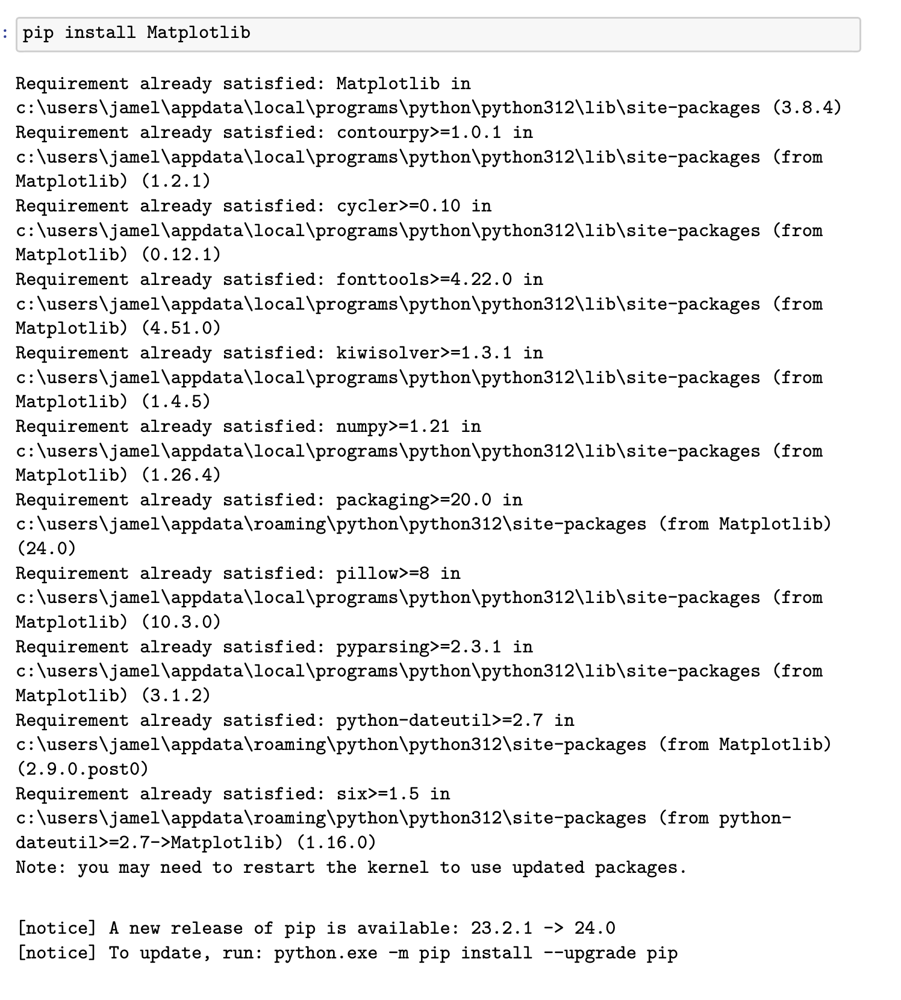 : pip install Matplotlib
Requirement already satisfied: Matplotlib in
c:\users\jamel\appdata\local\programs\python\python312\lib\site-packages (3.8.4)
Requirement already satisfied: contourpy>=1.0.1 in
c:\users\jamel\appdata\local\programs\python\python312\lib\site-packages (from
Matplotlib) (1.2.1)
Requirement already satisfied: cycler>=0.10 in
c:\users\jamel\appdata\local\programs\python\python312\lib\site-packages (from
Matplotlib) (0.12.1)
Requirement already satisfied: fonttools>=4.22.0 in
c:\users\jamel\appdata\local\programs\python\python312\lib\site-packages (from
Matplotlib) (4.51.0)
Requirement already satisfied: kiwisolver>=1.3.1 in
c:\users\jamel\appdata\local\programs\python\python312\lib\site-packages (from
Matplotlib) (1.4.5)
Requirement already satisfied: numpy>=1.21 in
c:\users\jamel\appdata\local\programs\python\python312\lib\site-packages (from
Matplotlib) (1.26.4)
Requirement already satisfied: packaging>=20.0 in
c:\users\jamel\appdata\roaming\python\python312\site-packages (from Matplotlib)
(24.0)
Requirement already satisfied: pillow>=8 in
c:\users\jamel\appdata\local\programs\python\python312\lib\site-packages (from
Matplotlib) (10.3.0)
Requirement already satisfied: pyparsing>=2.3.1 in
c:\users\jamel\appdata\local\programs\python\python312\lib\site-packages (from
Matplotlib) (3.1.2)
Requirement already satisfied: python-dateutil>=2.7 in
c:\users\jamel\appdata\roaming\python\python312\site-packages (from Matplotlib)
(2.9.0.post0)
Requirement already satisfied: six>=1.5 in
c:\users\jamel\appdata\roaming\python\python312\site-packages (from python-
dateutil>=2.7->Matplotlib) (1.16.0)
Note: you may need to restart the kernel to use updated packages.
[notice] A new release of pip is available: 23.2.1 -> 24.0
[notice] To update, run: python.exe -m pip install --upgrade pip